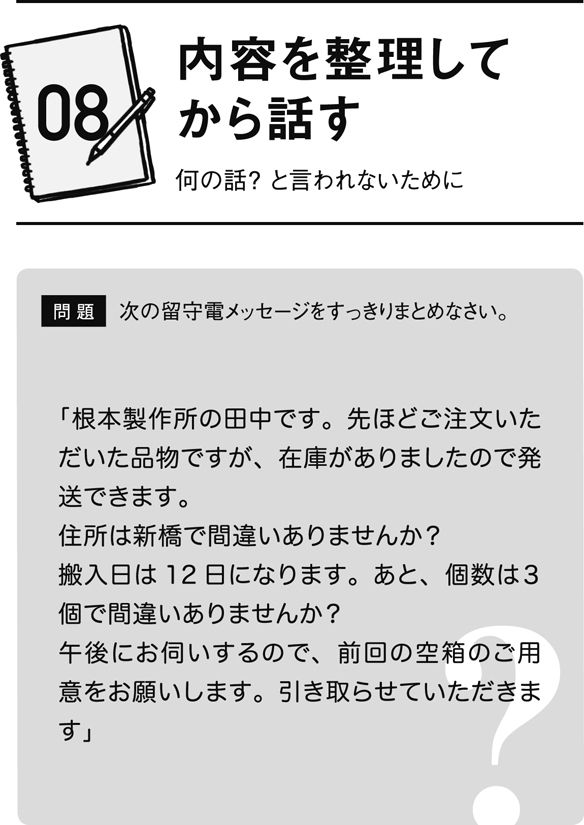 08
内容を整理して
から話す
何の話？と言われないために
問題 次の留守電メッセージをすっきりまとめなさい。
「根本製作所の田中です。先ほどご注文いた
だいた品物ですが、在庫がありましたので発
送できます。
住所は新橋で間違いありませんか？
搬入日は12日になります。あと、個数は3
個で間違いありませんか？
午後にお伺いするので、前回の空箱のご用
意をお願いします。引き取らせていただきま
す」
?